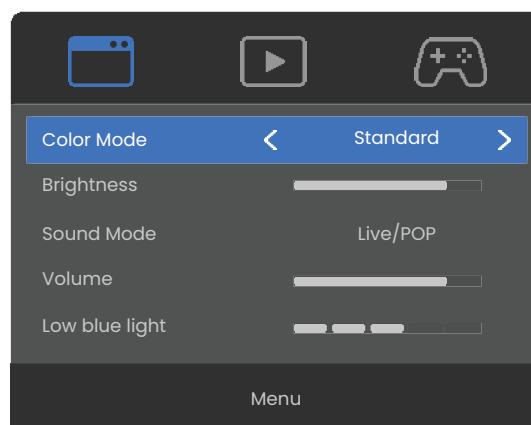 Color Mode Standard
Brightness
Sound Mode Live/POP
Volume
Low blue light
Menu